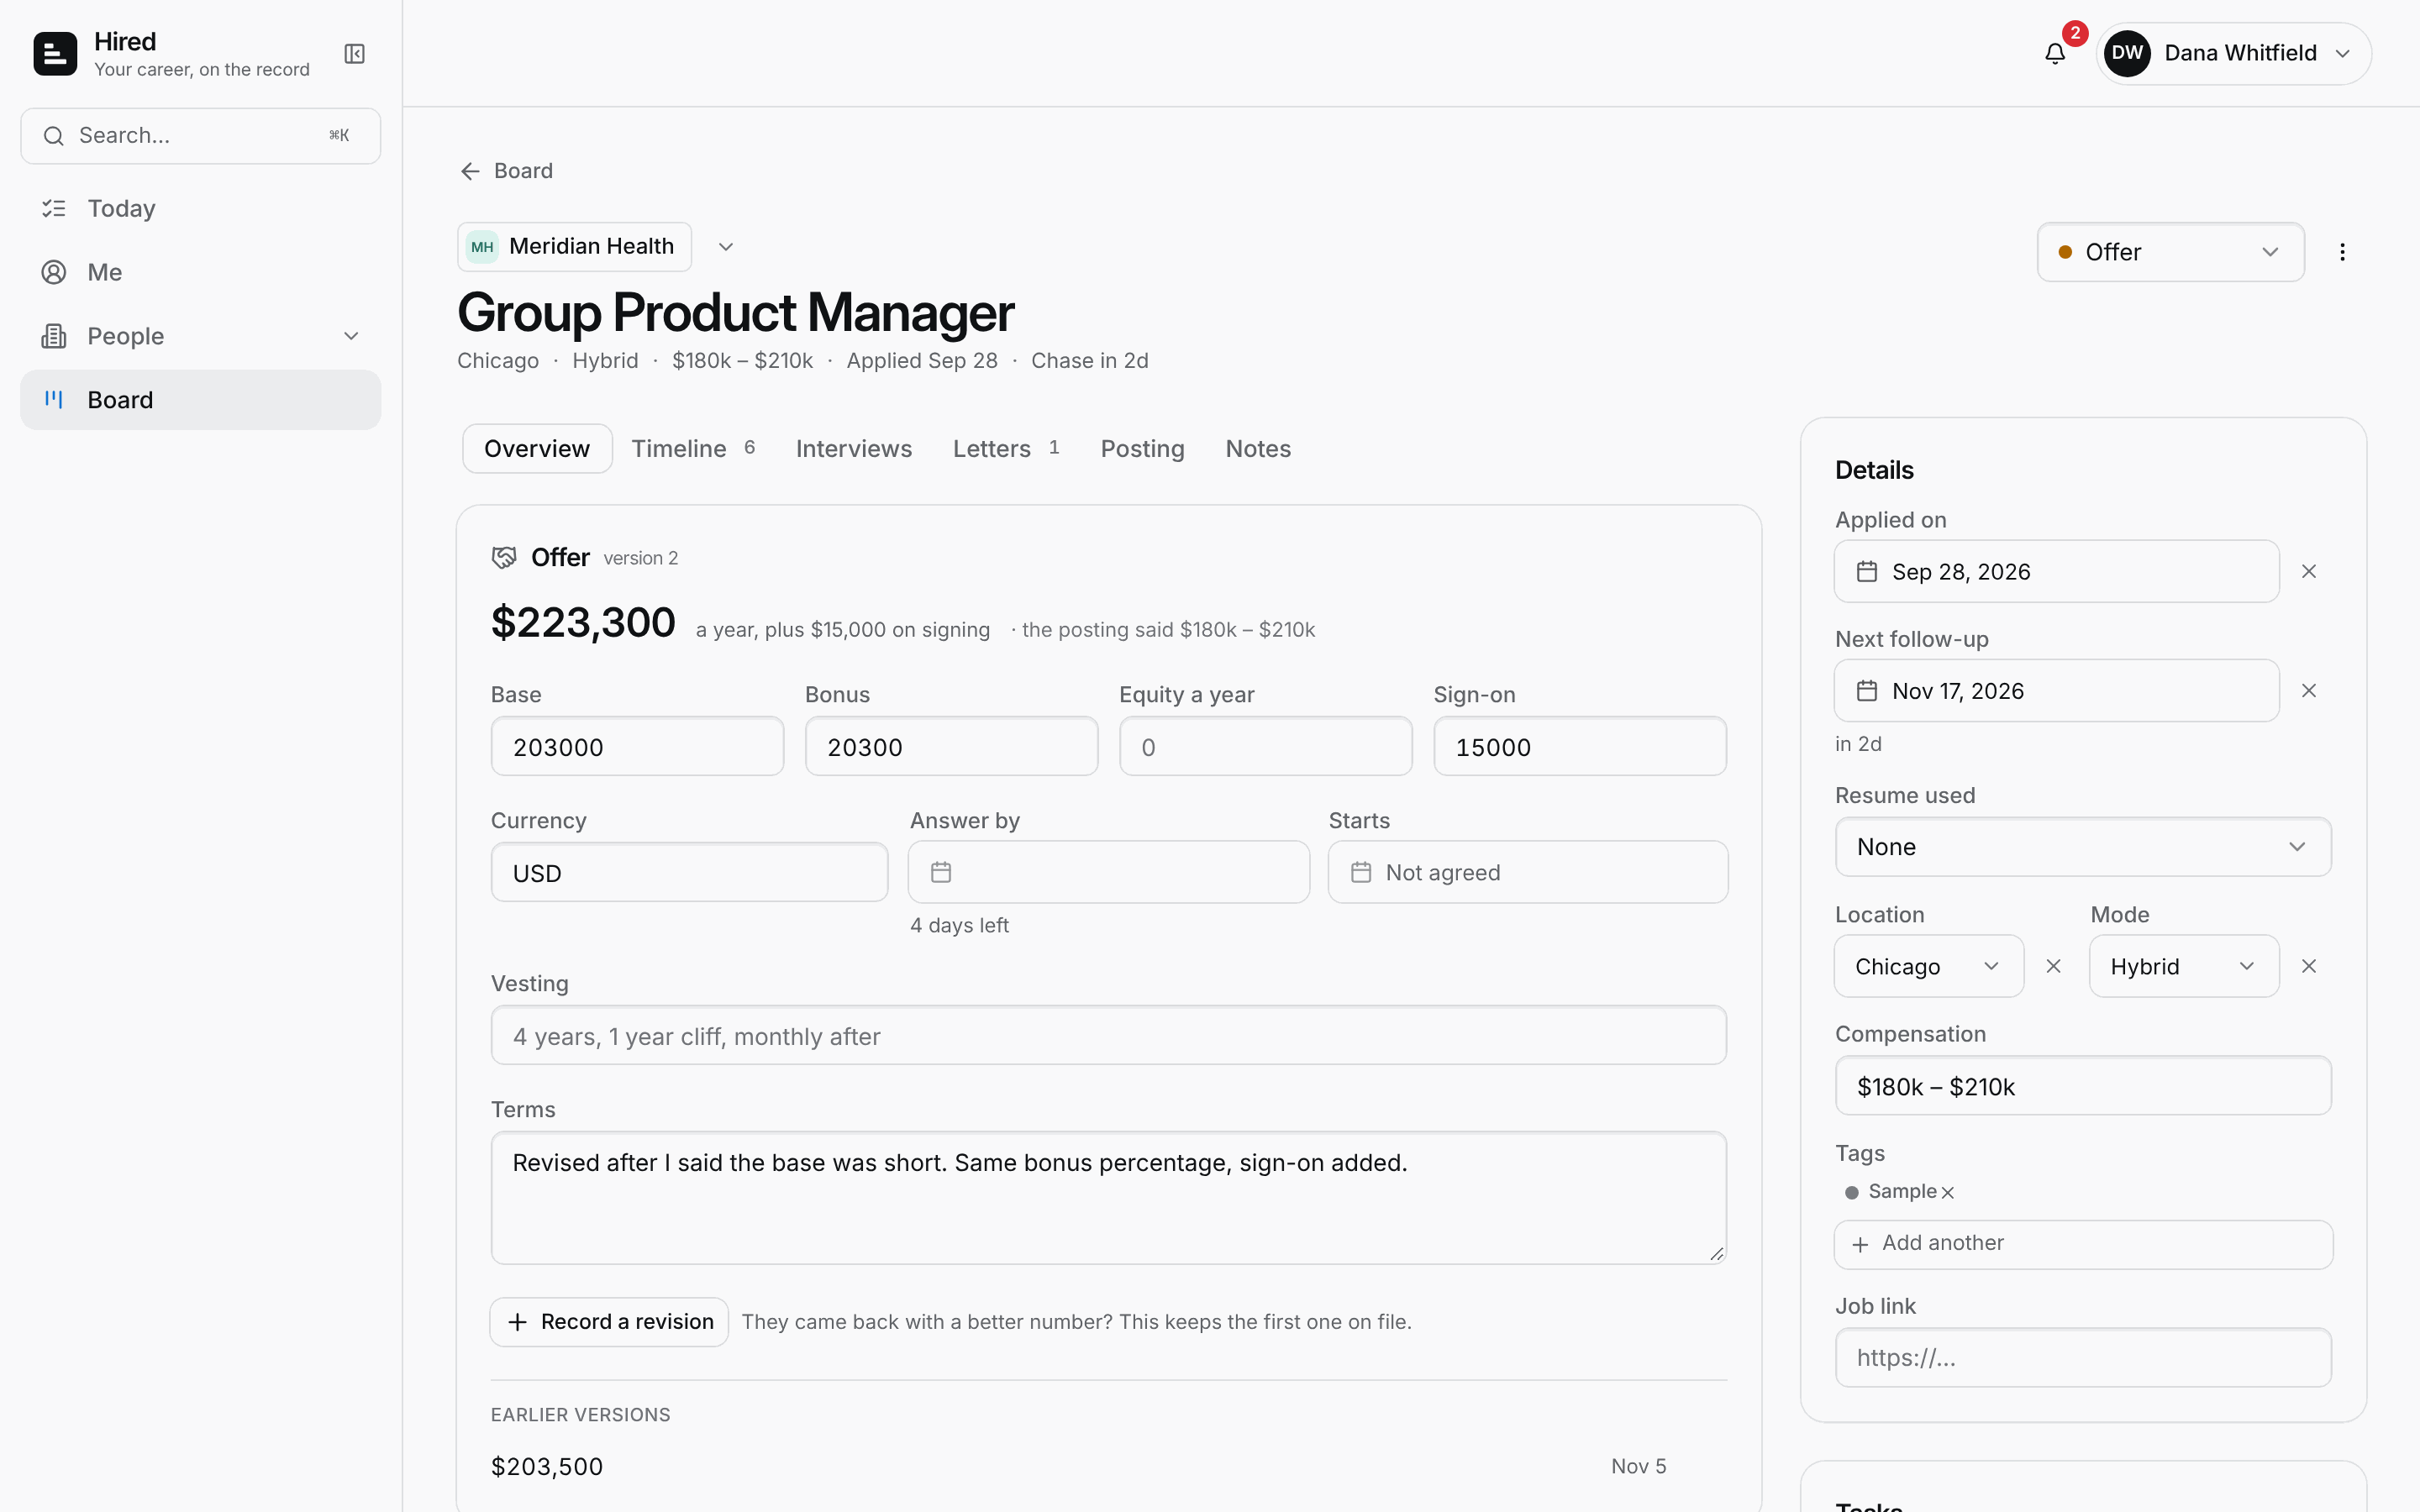 Hired
Your career, on the record
Search... ⌘K
Today
Me
People
Board
2
DW Dana Whitfield
Board
MH Meridian Health
Offer
Group Product Manager
Chicago · Hybrid · $180k – $210k · Applied Sep 28 · Chase in 2d
Overview Timeline 6 Interviews Letters 1 Posting Notes
Offer version 2
$223,300 a year, plus $15,000 on signing · the posting said $180k – $210k
Base Bonus Equity a year Sign-on
203000 20300 0 15000
Currency Answer by Starts
USD Not agreed
4 days left
Vesting
4 years, 1 year cliff, monthly after
Terms
Revised after I said the base was short. Same bonus percentage, sign-on added.
Record a revision They came back with a better number? This keeps the first one on file.
EARLIER VERSIONS
$203,500 Nov 5
Details
Applied on
Sep 28, 2026
Next follow-up
Nov 17, 2026
in 2d
Resume used
None
Location Mode
Chicago Hybrid
Compensation
$180k – $210k
Tags
Sample
Add another
Job link
https://...
Tasks